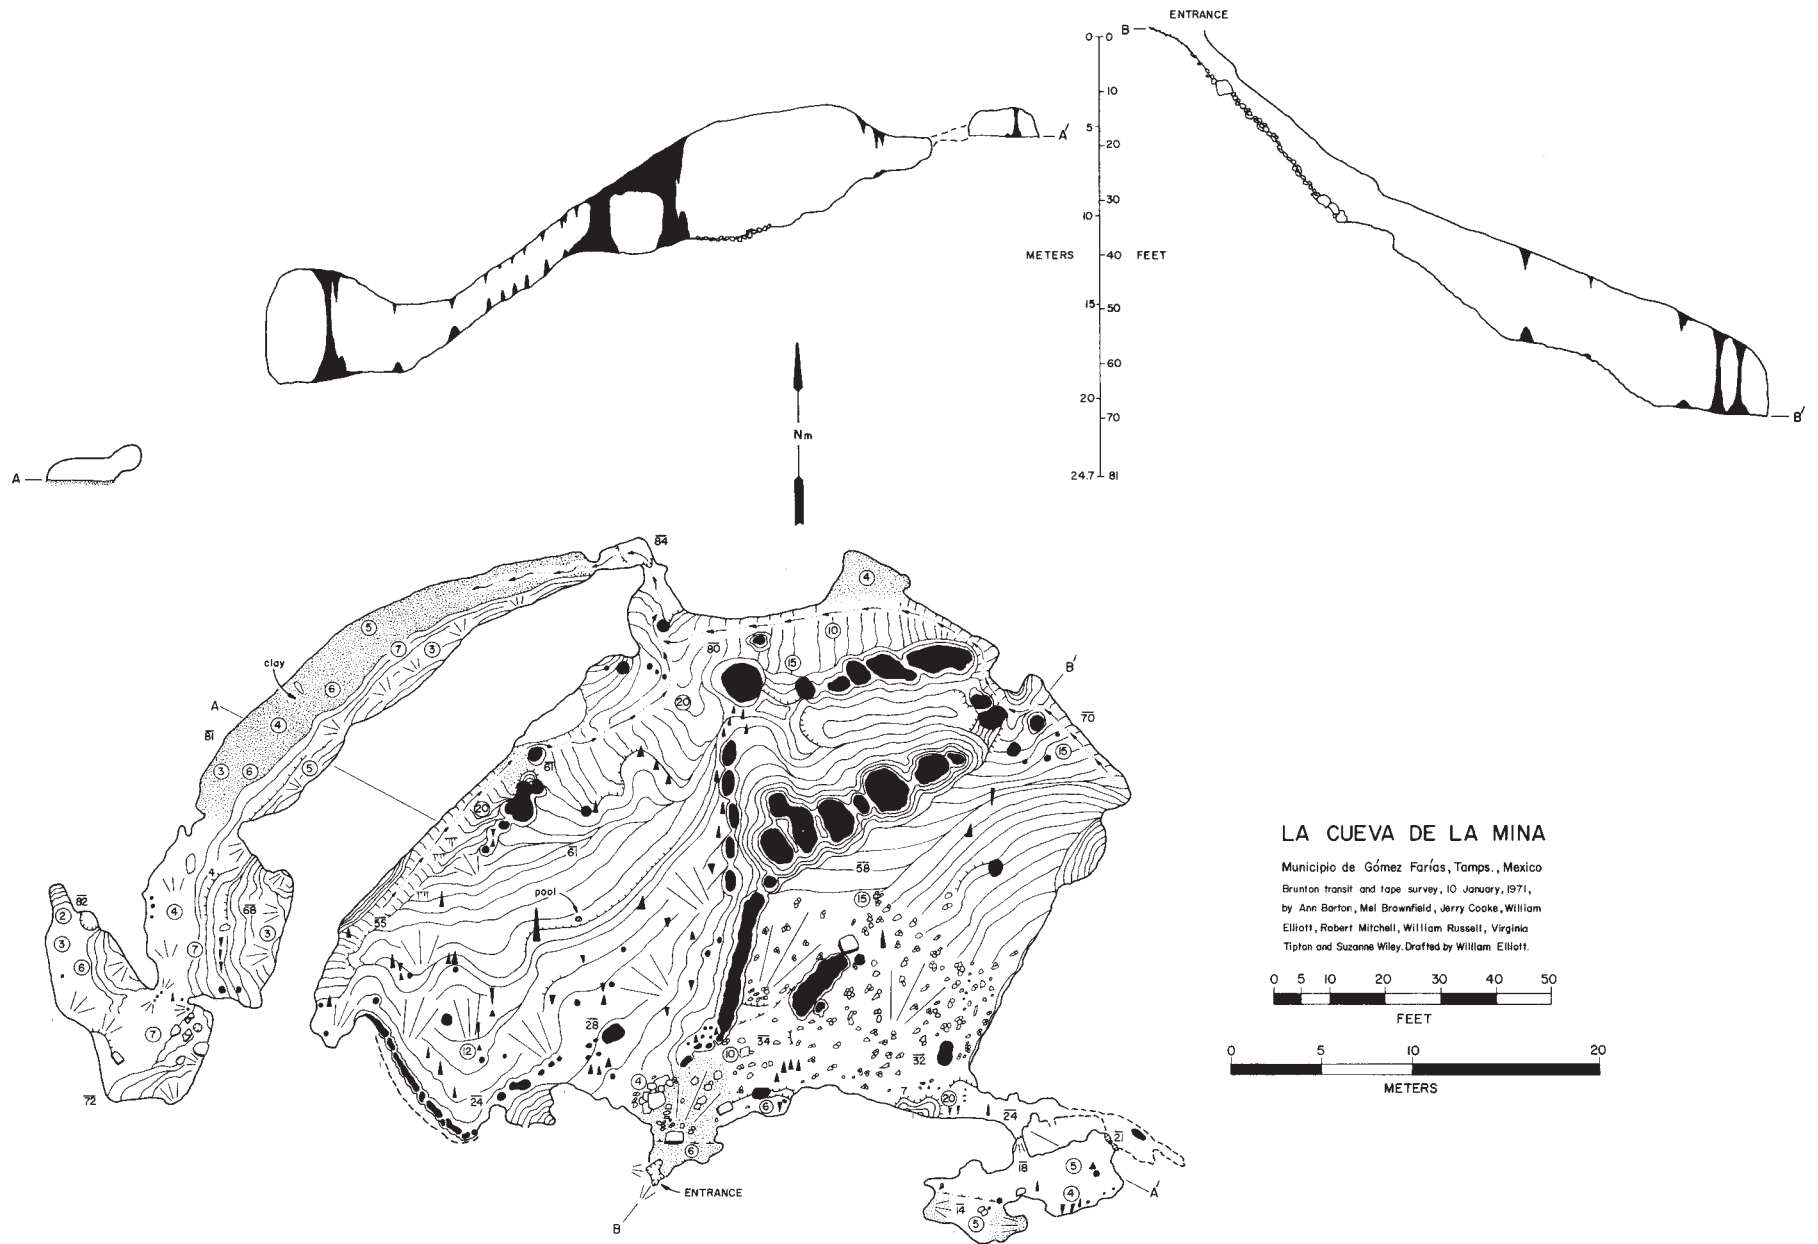 ENTRANCE
B
0 0
10
5
20
30
10
METERS 40 FEET
15 50
60
20
70
24.7 81
A'
B'
Nm
A
84
4
5
10
7
3
80
15
clay
6
B'
A
4
20
70
81
3
6
5
15
61
20
61
58
4
pool
15
82
2
4
68
55
3
3
6
7
28
7
12
34
10
32
4
7
72
24
6
20
24
21
6
18
5
ENTRANCE
4
A'
14
5
B
LA CUEVA DE LA MINA
Municipio de Gómez Farías, Tamps., Mexico
Brunton transit and tape survey, 10 January, 1971,
by Ann Barton, Mel Brownfield, Jerry Cooke, William
Elliott, Robert Mitchell, William Russell, Virginia
Tipton and Suzanne Wiley. Drafted by William Elliott.
0 5 10 20 30 40 50
FEET
0 5 10 20
METERS